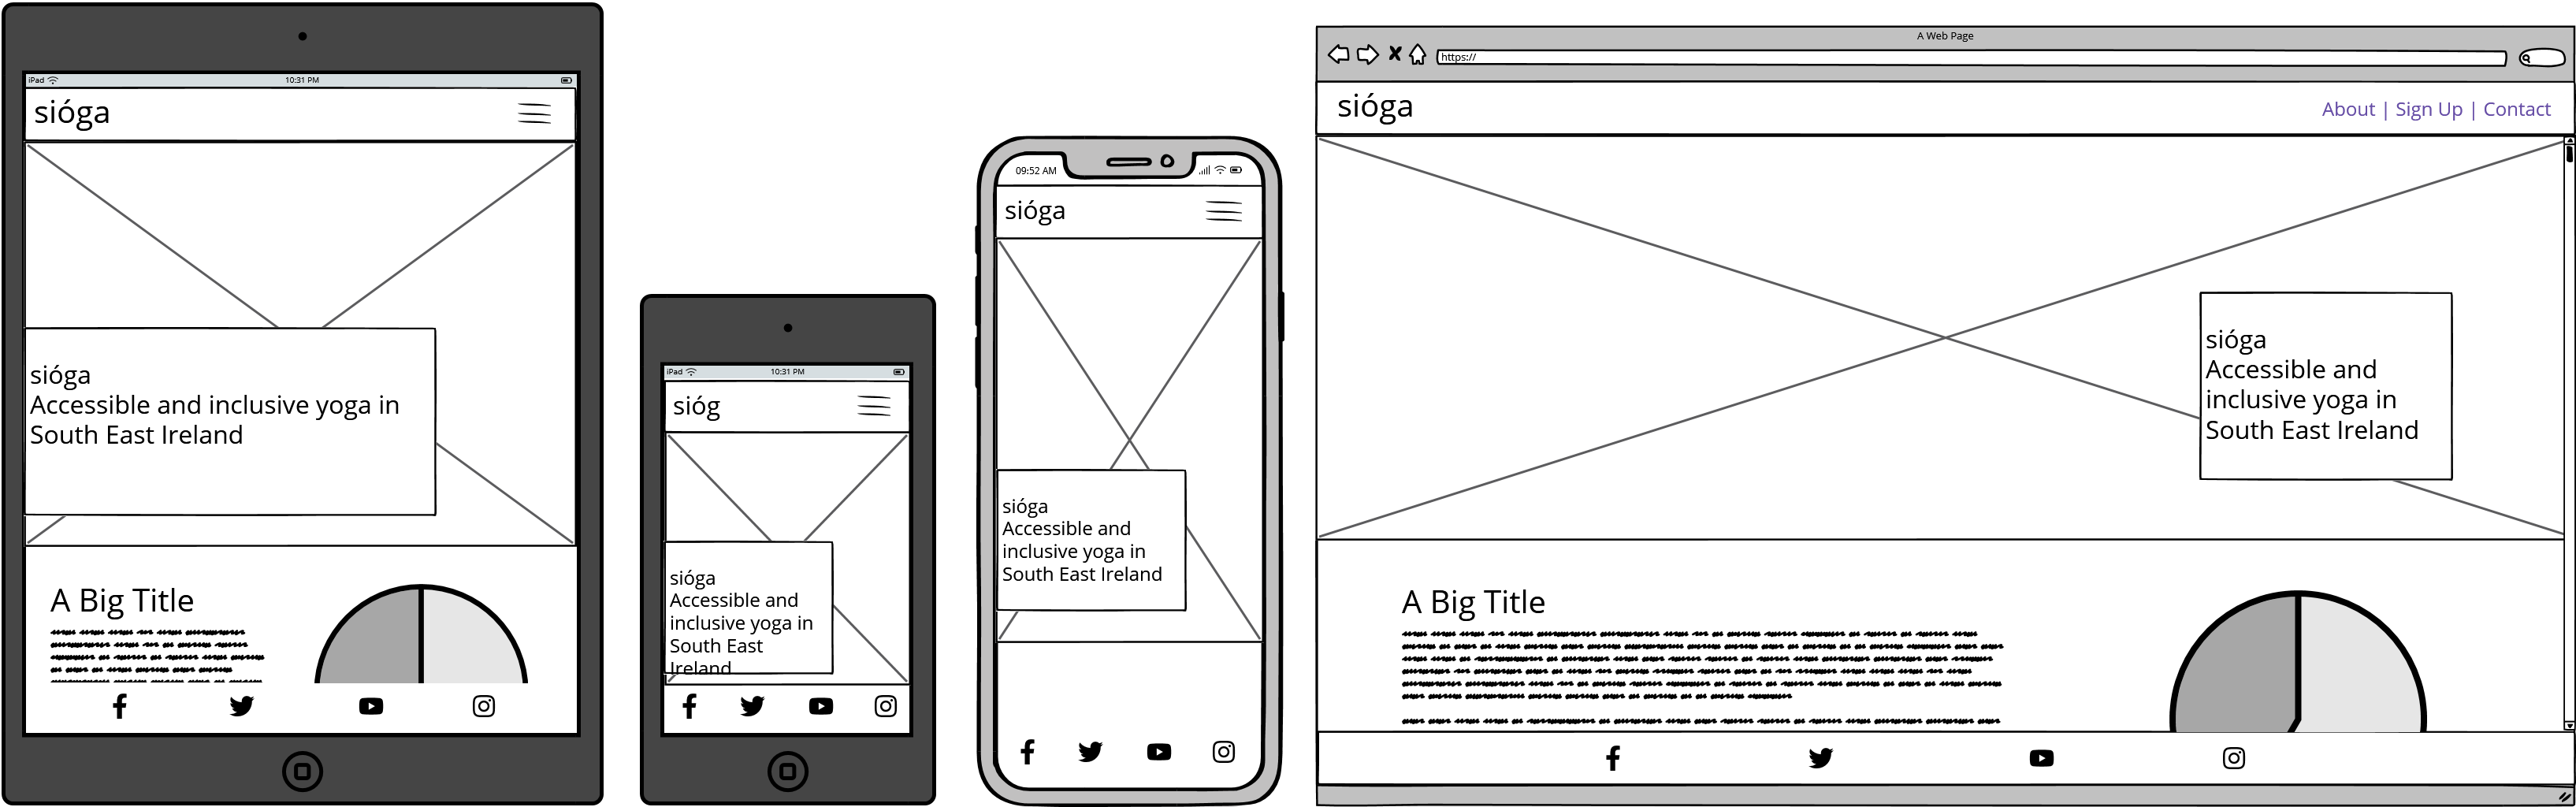 iPad
10:31 PM
sióga
sióga
Accessible and inclusive yoga in
South East Ireland
A Big Title
iPad
10:31 PM
sióg
sióga
Accessible and
inclusive yoga in
South East
Ireland
09:52 AM
sióga
sióga
Accessible and
inclusive yoga in
South East Ireland
A Web Page
https://
sióga
About | Sign Up | Contact
sióga
Accessible and
inclusive yoga in
South East Ireland
A Big Title